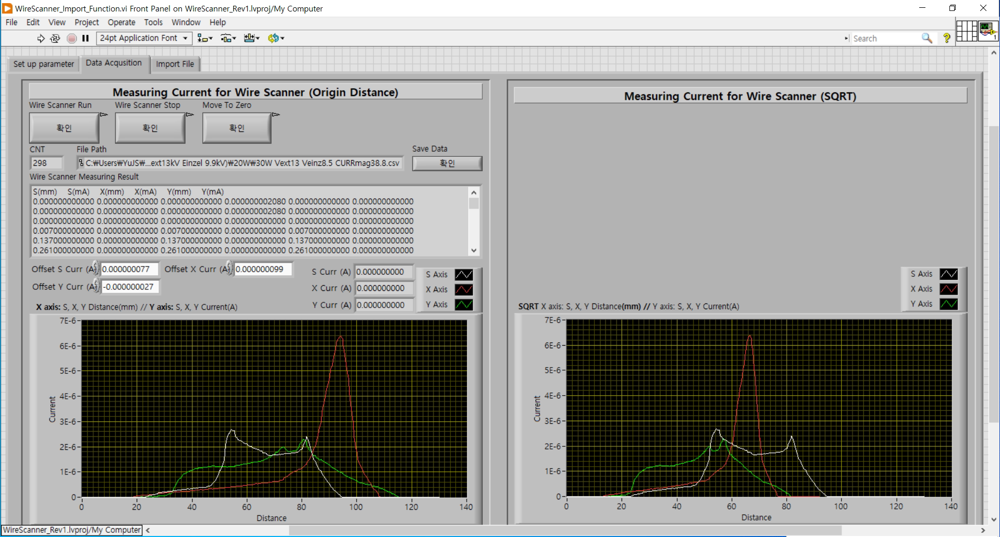 WireScanner_Import_Function.vi Front Panel on WireScanner_Rev1.lvproj/My Computer
File Edit View Project Operate Tools Window Help
24pt Application Font
Search
1
Set up parameter Data Acqusition Import File
Measuring Current for Wire Scanner (Origin Distance)
Wire Scanner Run Wire Scanner Stop Move To Zero
확인 확인 확인
CNT File Path Save Data
298 C:₩Users₩YuJS₩...ext13kV Einzel 9.9kV)₩20W₩30W Vext13 Veinz8.5 CURRmag38.8.csv 확인
Wire Scanner Measuring Result
S(mm) S(mA) X(mm) X(mA) Y(mm) Y(mA)
0.000000000000 0.000000000000 0.000000000000 0.000000002080 0.000000000000 0.000000000000
0.000000000000 0.000000000000 0.000000000000 0.000000002080 0.000000000000 0.000000000000
0.000000000000 0.000000000000 0.000000000000 0.000000000000 0.000000000000 0.000000000000
0.007000000000 0.000000000000 0.007000000000 0.000000000000 0.007000000000 0.000000000000
0.137000000000 0.000000000000 0.137000000000 0.000000000000 0.137000000000 0.000000000000
0.261000000000 0.000000000000 0.261000000000 0.000000000000 0.261000000000 0.000000000000
Offset S Curr (A) 0.000000077 Offset X Curr (A) 0.000000099
Offset Y Curr (A) -0.000000027
S Curr (A) 0.000000000
X Curr (A) 0.000000000
Y Curr (A) 0.000000000
S Axis
X Axis
Y Axis
X axis: S, X, Y Distance(mm) // Y axis: S, X, Y Current(A)
7E-6
6E-6
5E-6
4E-6
3E-6
2E-6
1E-6
0
Current
0 20 40 60 80 100 120 140
Distance
Measuring Current for Wire Scanner (SQRT)
S Axis
X Axis
Y Axis
SQRT X axis: S, X, Y Distance(mm) // Y axis: S, X, Y Current(A)
7E-6
6E-6
5E-6
4E-6
3E-6
2E-6
1E-6
0
Current
0 20 40 60 80 100 120 140
Distance
WireScanner_Rev1.lvproj/My Computer